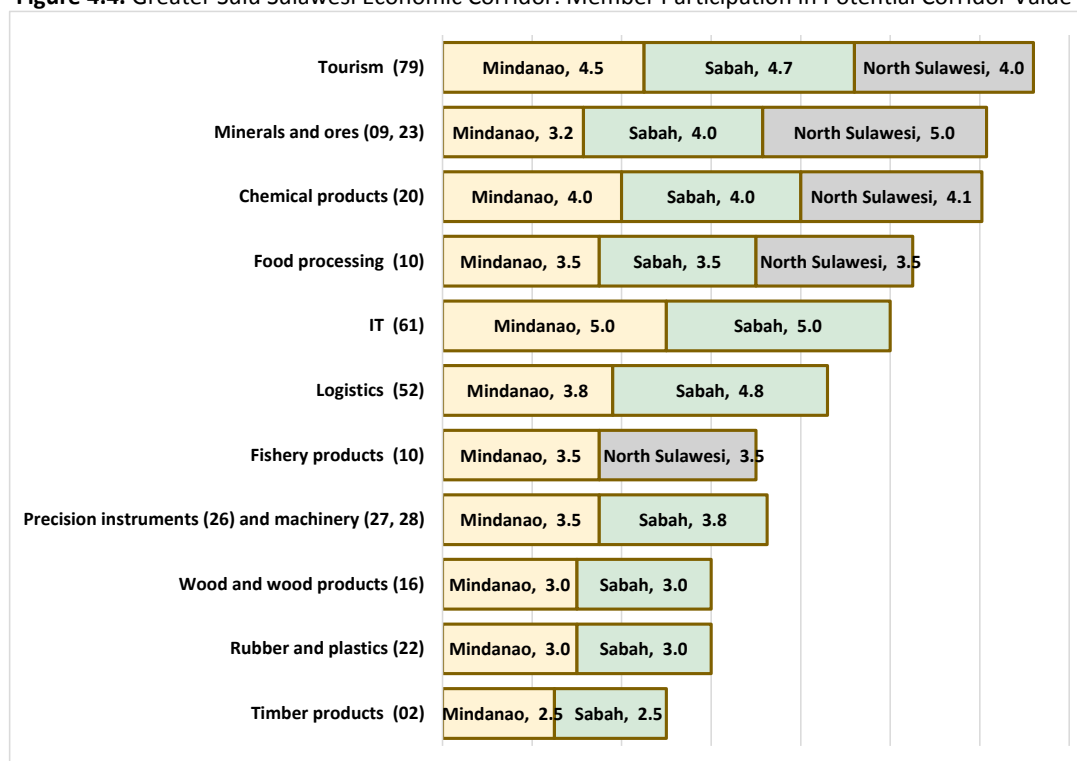 Figure 4.4. Greater Sulu Sulawesi Economic Corridor: Member Participation in Potential Corridor Value
Tourism (79) Mindanao, 4.5 Sabah, 4.7 North Sulawesi, 4.0
Minerals and ores (09, 23) Mindanao, 3.2 Sabah, 4.0 North Sulawesi, 5.0
Chemical products (20) Mindanao, 4.0 Sabah, 4.0 North Sulawesi, 4.1
Food processing (10) Mindanao, 3.5 Sabah, 3.5 North Sulawesi, 3.5
IT (61) Mindanao, 5.0 Sabah, 5.0
Logistics (52) Mindanao, 3.8 Sabah, 4.8
Fishery products (10) Mindanao, 3.5 North Sulawesi, 3.5
Precision instruments (26) and machinery (27, 28) Mindanao, 3.5 Sabah, 3.8
Wood and wood products (16) Mindanao, 3.0 Sabah, 3.0
Rubber and plastics (22) Mindanao, 3.0 Sabah, 3.0
Timber products (02) Mindanao, 2.5 Sabah, 2.5